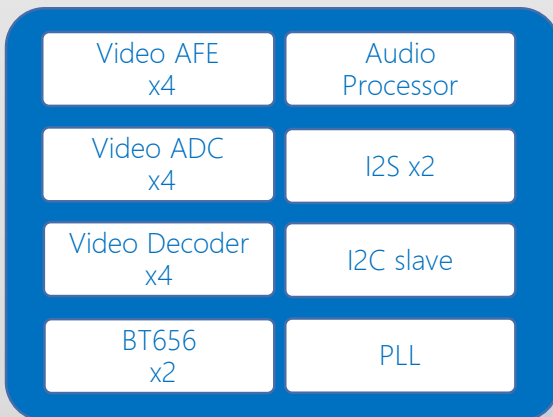 Video AFE
x4
Audio
Processor
Video ADC
x4
I2S x2
Video Decoder
x4
I2C slave
BT656
x2
PLL